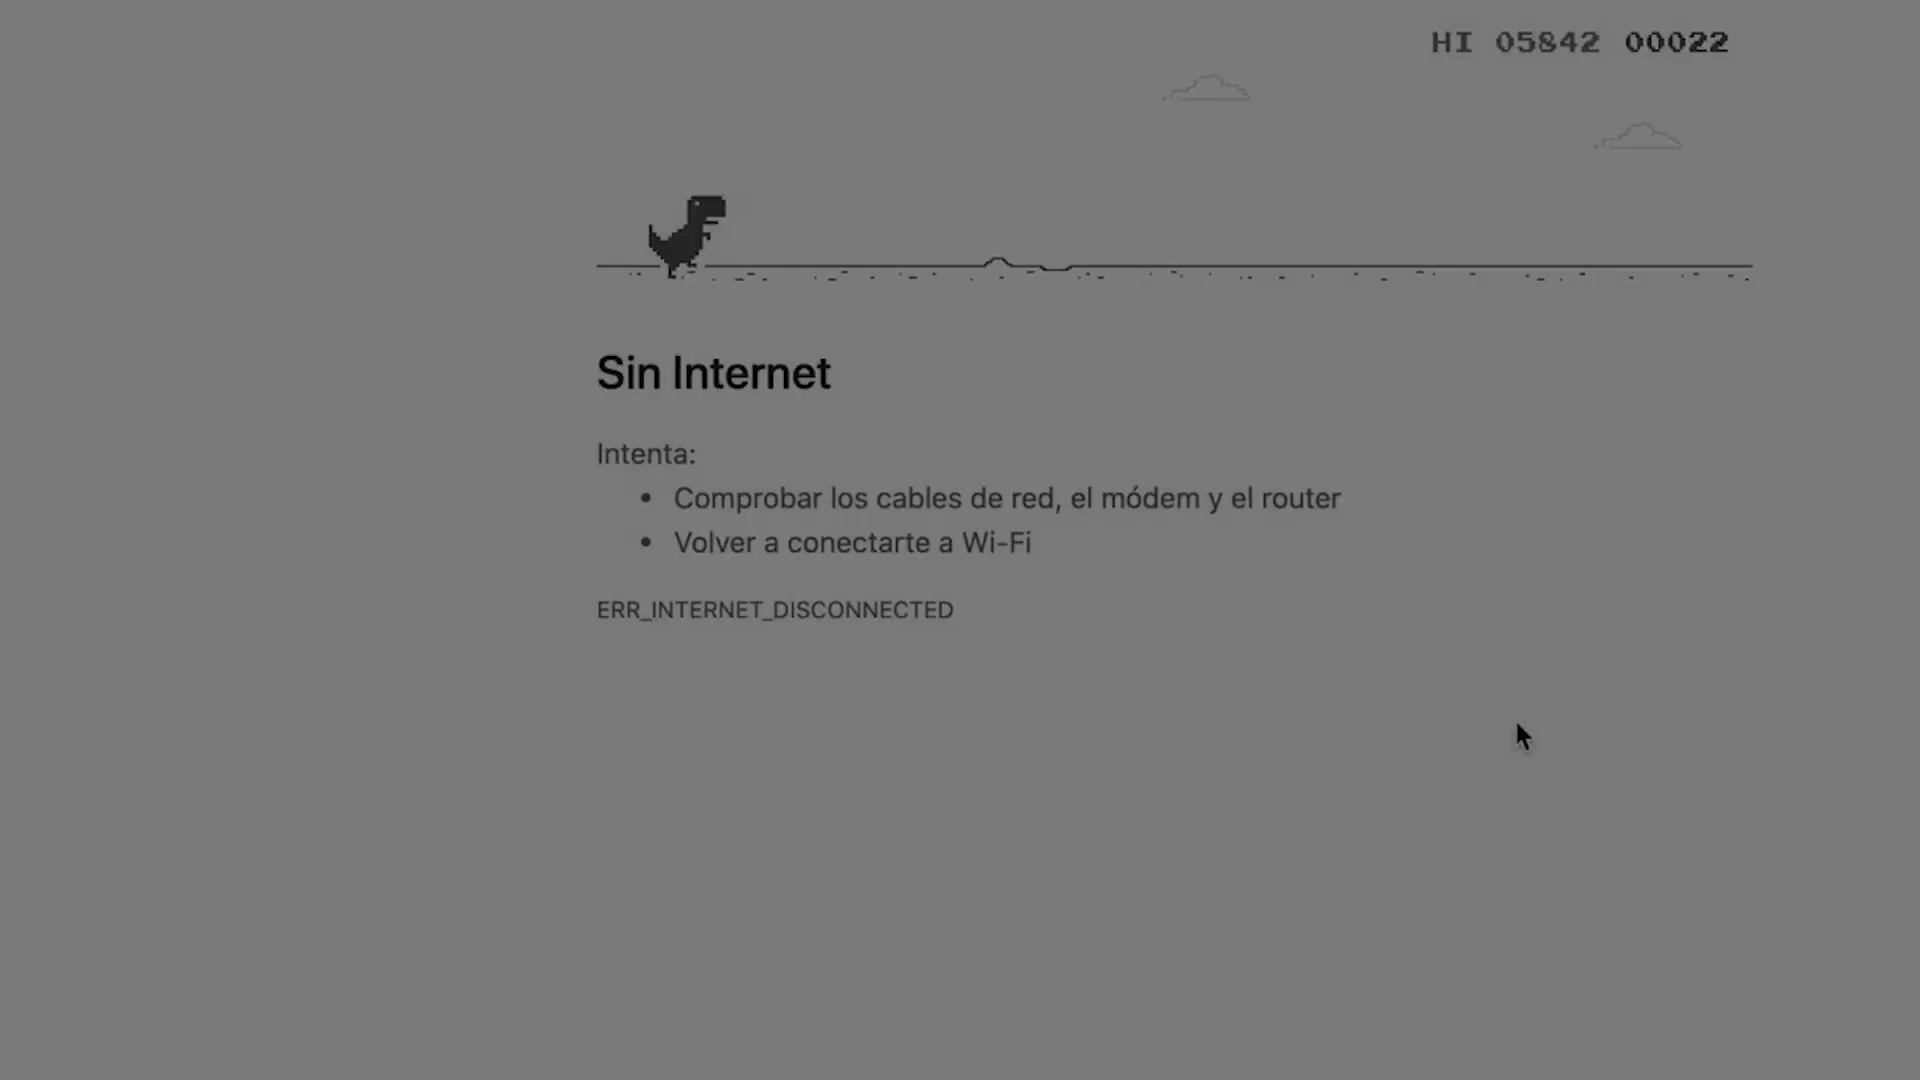 HI 05842 00022
Sin Internet
Intenta:
• Comprobar los cables de red, el módem y el router
• Volver a conectarte a Wi-Fi
ERR_INTERNET_DISCONNECTED